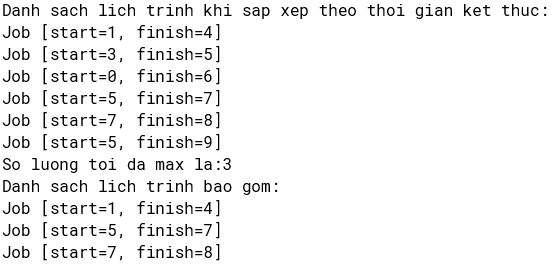 Danh sach lich trinh khi sap xep theo thoi gian ket thuc:
Job [start=1, finish=4]
Job [start=3, finish=5]
Job [start=0, finish=6]
Job [start=5, finish=7]
Job [start=7, finish=8]
Job [start=5, finish=9]
So luong toi da max la:3
Danh sach lich trinh bao gom:
Job [start=1, finish=4]
Job [start=5, finish=7]
Job [start=7, finish=8]